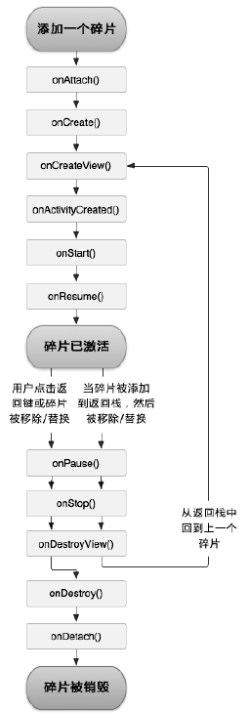 添加一个碎片
onAttach()
onCreate()
onCreateView()
onActivityCreated()
onStart()
onResume()
碎片已激活
用户点击返
回键或碎片
被移除/替换
当碎片被添加
到返回栈，然后
被移除/替换
onPause()
onStop()
onDestroyView()
从返回栈中
回到上一个
碎片
onDestroy()
onDetach()
碎片被销毁